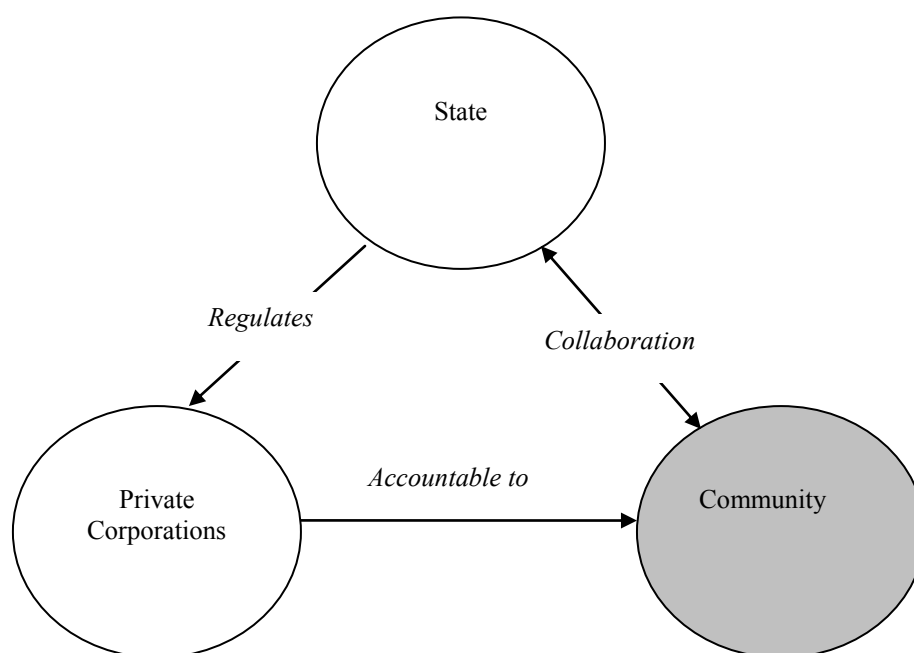 State
Regulates
Collaboration
Accountable to
Private
Corporations
Community